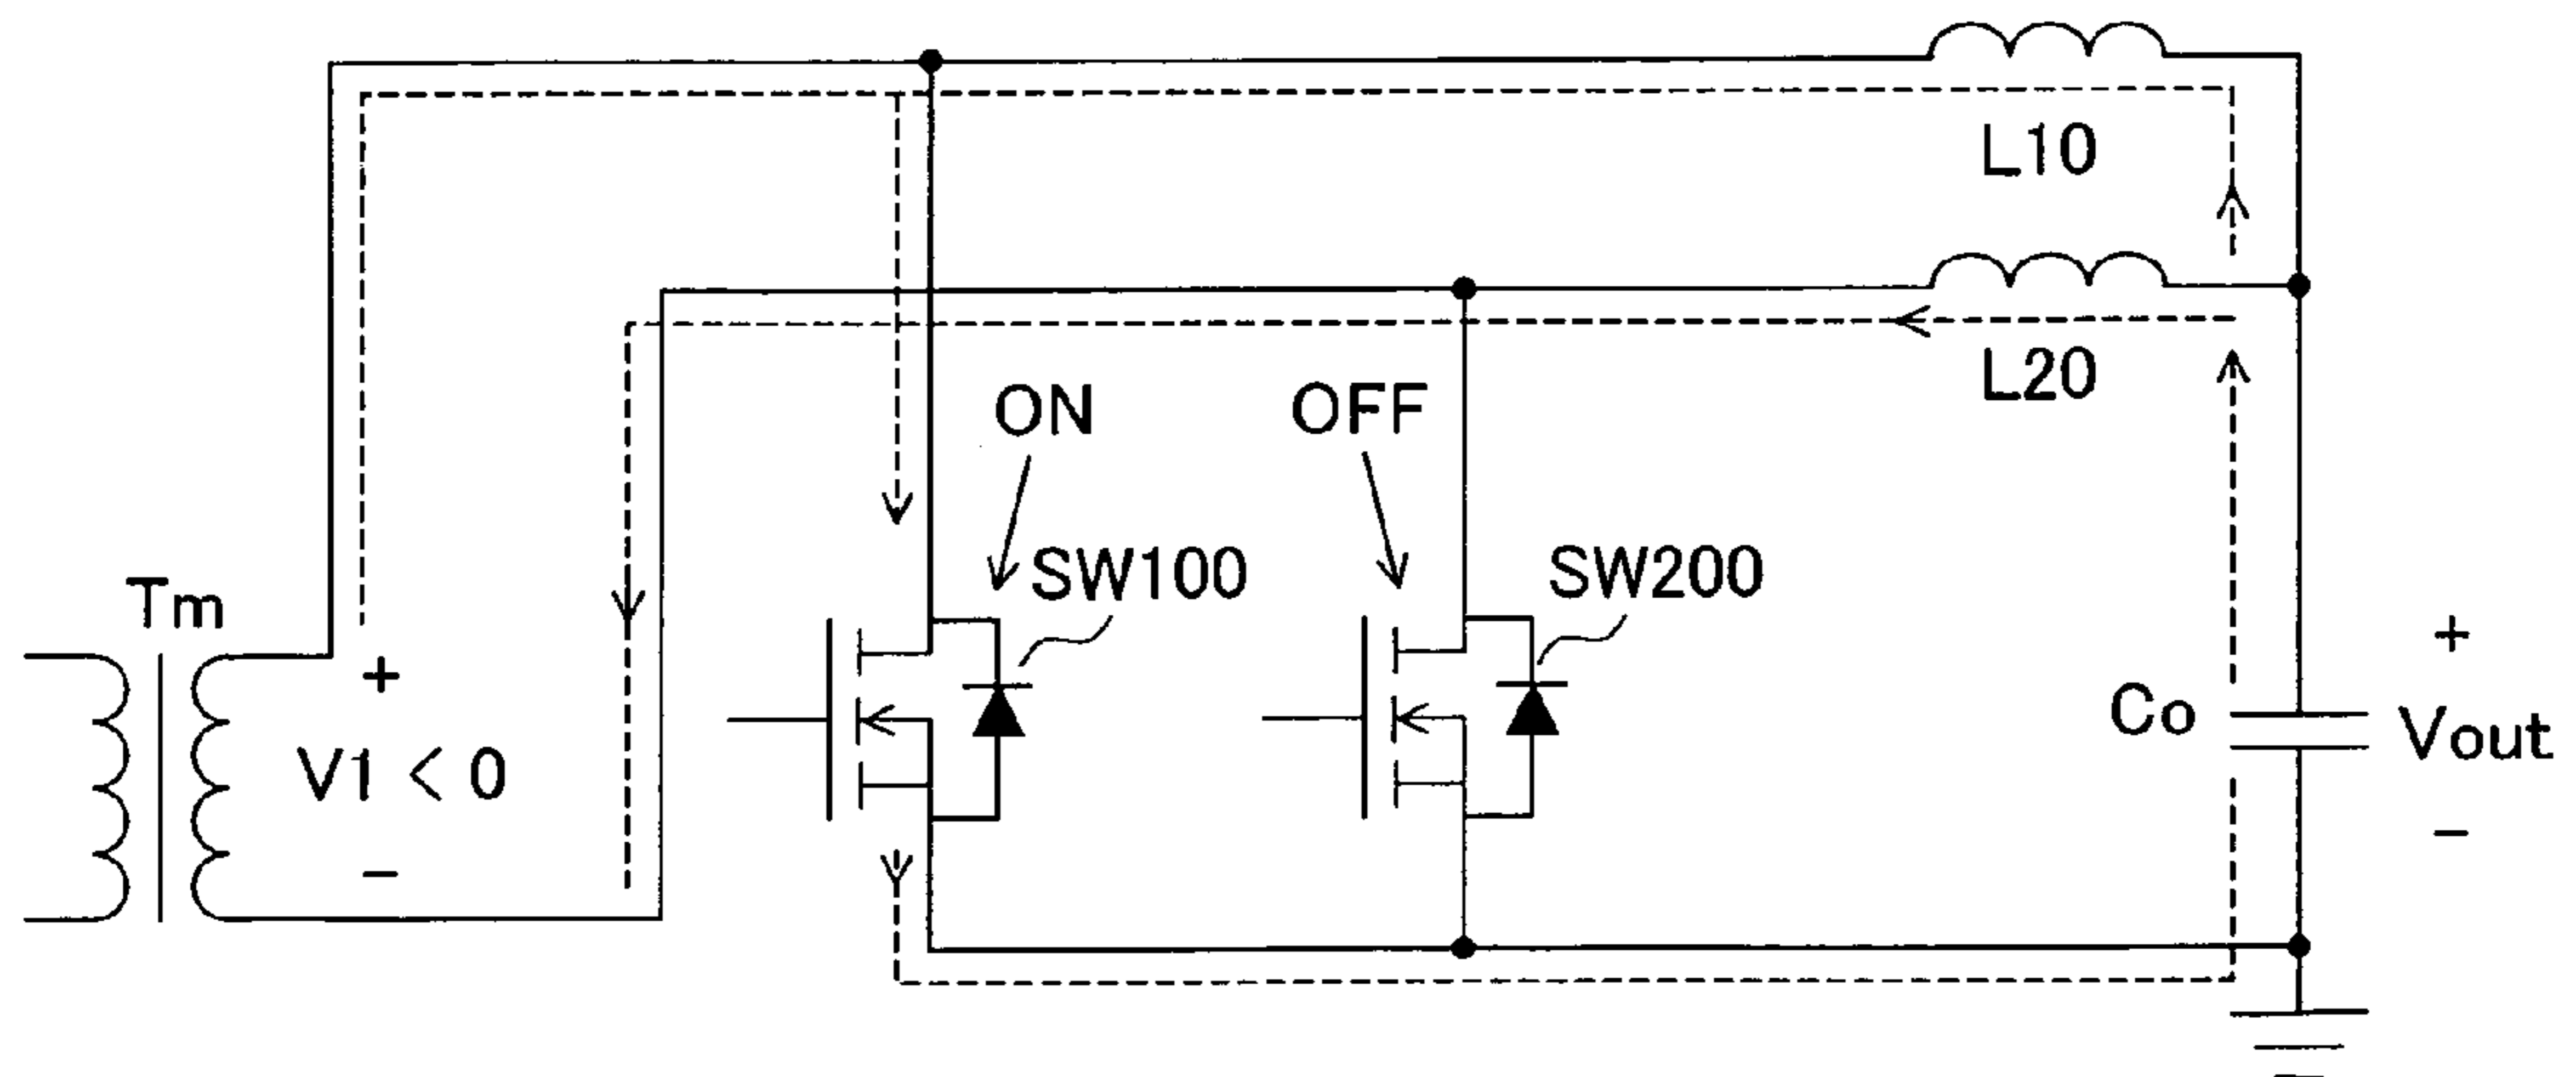 L10
L20
ON
OFF
SW100
SW200
Tm
+
V1 < 0
−
Co
+
Vout
−